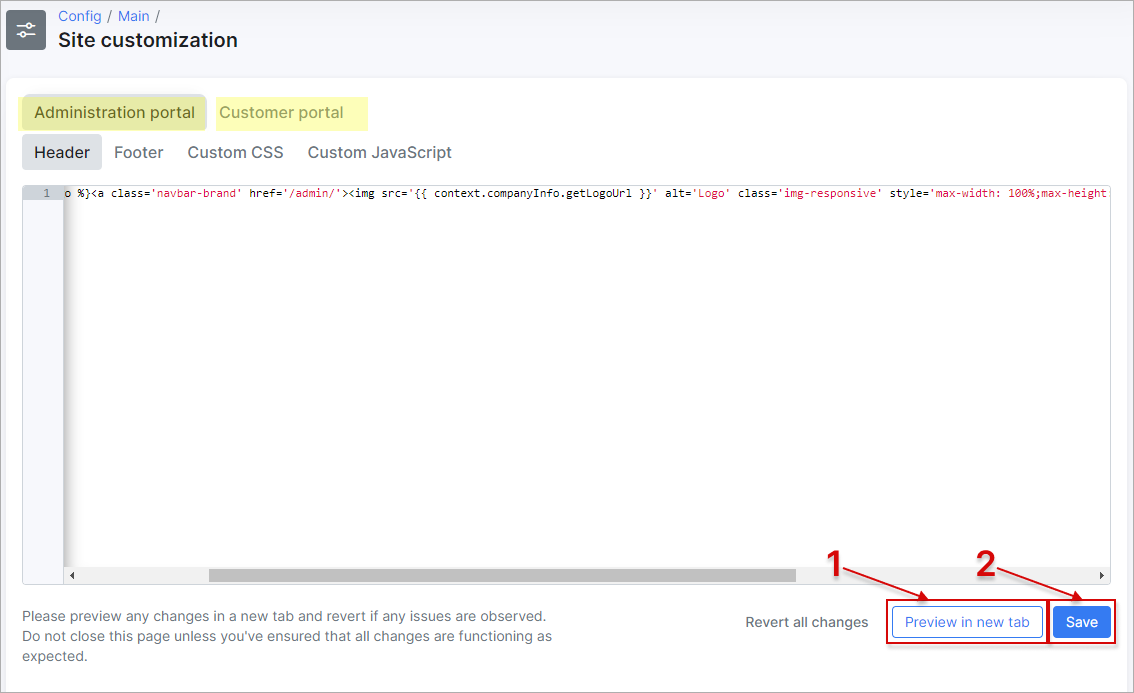 Config / Main /
Site customization
Administration portal Customer portal
Header Footer Custom CSS Custom JavaScript
1 o %}<a class='navbar-brand' href='/admin/'><img src='{{ context.companyInfo.getLogoUrl }}' alt='Logo' class='img-responsive' style='max-width: 100%;max-height
1 2
Please preview any changes in a new tab and revert if any issues are observed.
Do not close this page unless you've ensured that all changes are functioning as
expected.
Revert all changes Preview in new tab Save